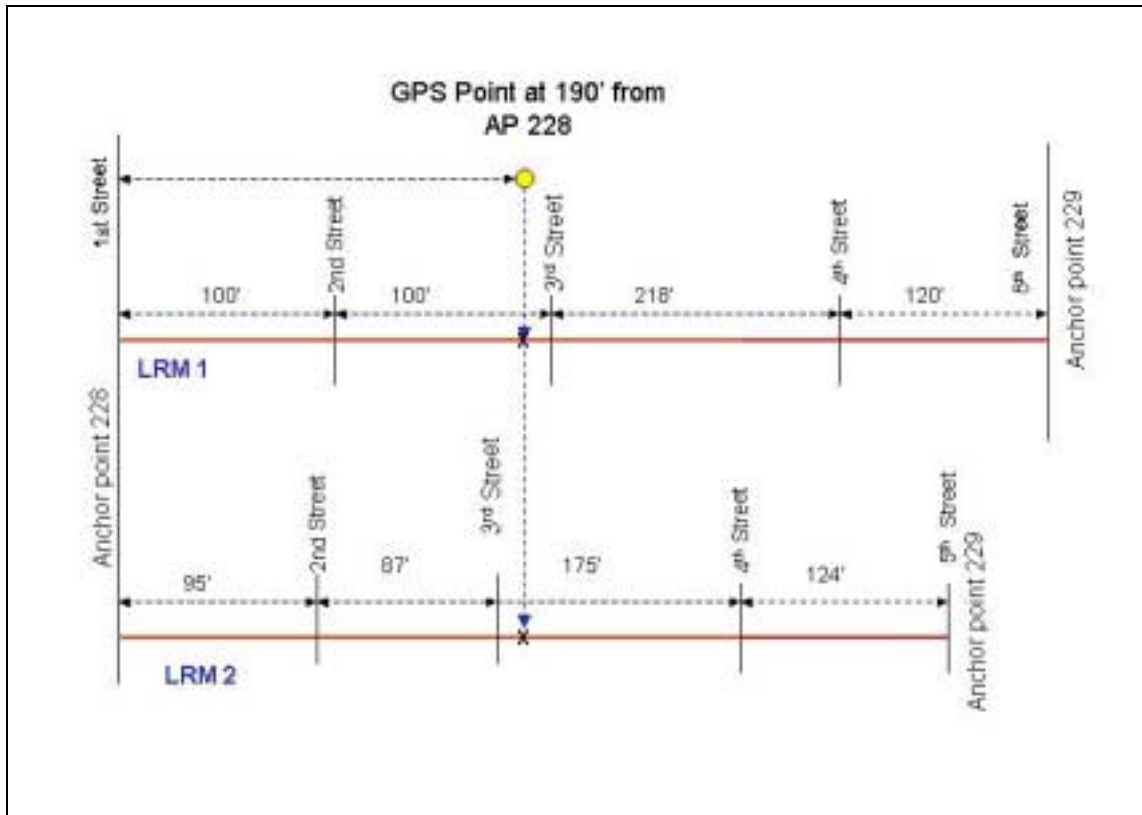 GPS Point at 190' from
AP 228
1st Street
2nd Street
3rd Street
4th Street
5th Street
Anchor point 229
100'
100'
218'
120'
LRM 1
Anchor point 228
2nd Street
3rd Street
4th Street
5th Street
Anchor point 229
95'
87'
175'
124'
LRM 2